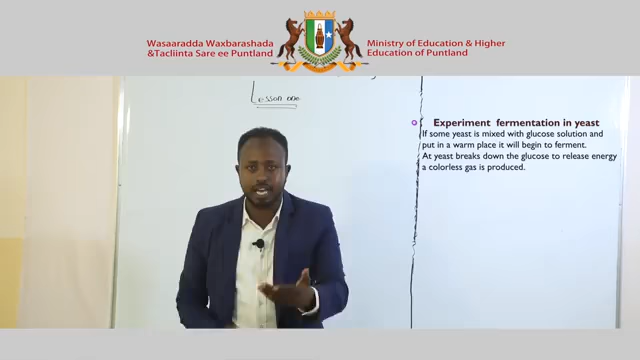 Wasaaradda Waxbarashada
&Tacliinta Sare ee Puntland
Ministry of Education & Higher
Education of Puntland
Lesson one
Experiment fermentation in yeast
If some yeast is mixed with glucose solution and
put in a warm place it will begin to ferment.
At yeast breaks down the glucose to release energy
a colorless gas is produced.